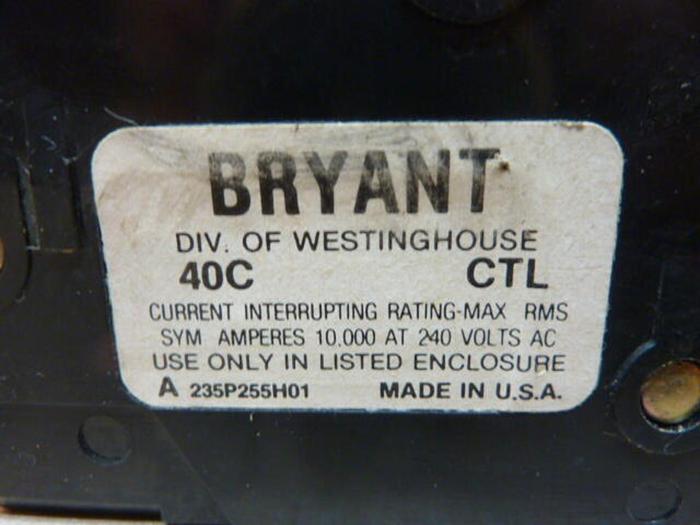 BRYANT
DIV. OF WESTINGHOUSE
40C CTL
CURRENT INTERRUPTING RATING-MAX RMS
SYM AMPERES 10.000 AT 240 VOLTS AC
USE ONLY IN LISTED ENCLOSURE
A 235P255H01 MADE IN U.S.A.